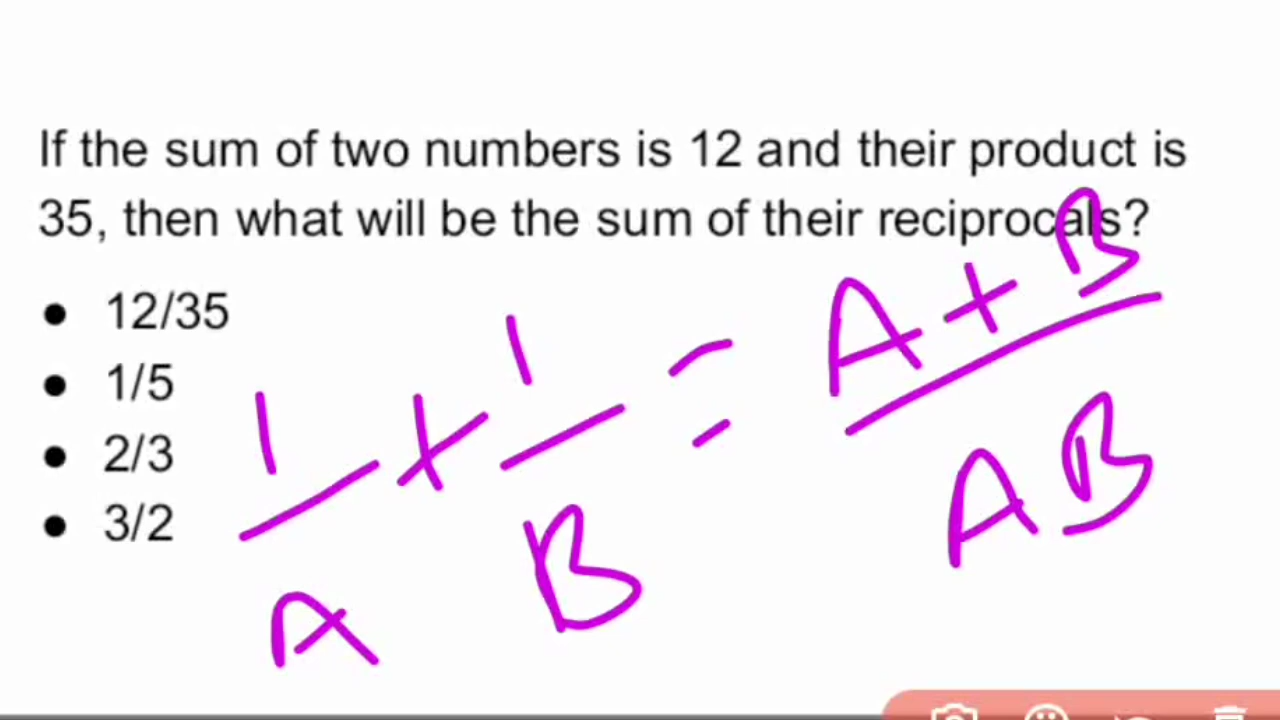 If the sum of two numbers is 12 and their product is
35, then what will be the sum of their reciprocals?
● 12/35
● 1/5
● 2/3
● 3/2
1/A + 1/B = A+B/AB